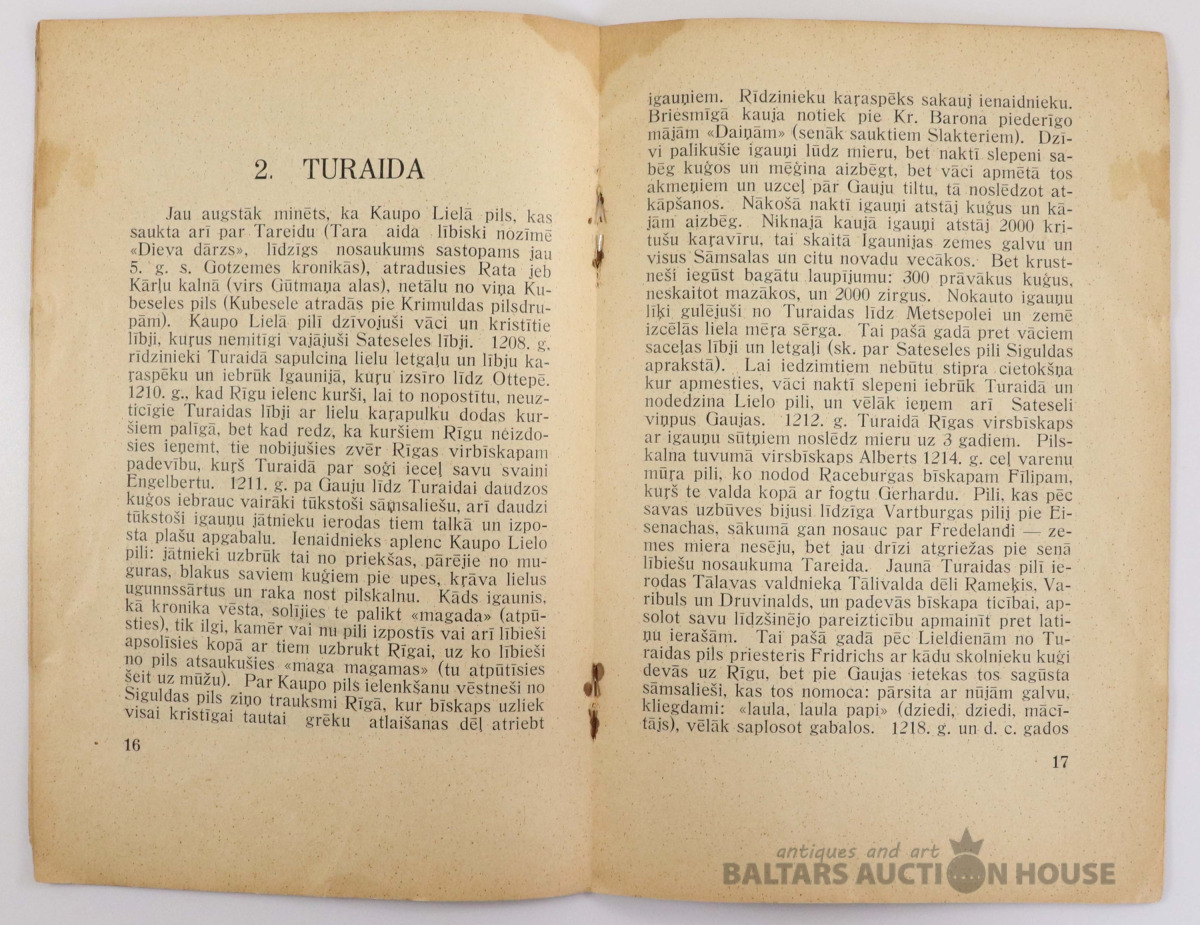 2. TURAIDA
Jau augstāk minēts, ka Kaupo Lielā pils, kas
saukta arī par Tareidu (Tara aida lībiski nozīmē
«Dieva dārzs», līdzīgs nosaukums sastopams jau
5. g. s. Gotzemes kronikās), atradusies Rata jeb
Kārļu kalnā (virs Gūtmaņa alas), netālu no viņa Ku-
beseles pils (Kubesele atradās pie Krimuldas pilsdru-
pām). Kaupo Lielā pilī dzīvojuši vāci un kristītie
lībji, kuŗus nemitīgi vajājuši Sateseles lībji. 1208. g.
rīdzinieki Turaidā sapulcina lielu letgaļu un lībju ka-
ŗaspēku un iebrūk Igaunijā, kuŗu izsīro līdz Ottepē.
1210. g., kad Rīgu ielenc kurši, lai to nopostītu, neuz-
ticīgie Turaidas lībji ar lielu kaŗapulku dodas kur-
šiem palīgā, bet kad redz, ka kuršiem Rīgu neizdo-
sies ieņemt, tie nobijušies zvēr Rīgas virbīskapam
padevību, kuŗš Turaidā par soģi ieceļ savu svaini
Engelbertu. 1211. g. pa Gauju līdz Turaidai daudzos
kuģos iebrauc vairāki tūkstoši sāmsaliešu, arī daudzi
tūkstoši igauņu jātnieku ierodas tiem talkā un izpo-
sta plašu apgabalu. Ienaidnieks aplenc Kaupo Lielo
pili: jātnieki uzbrūk tai no priekšas, pārējie no mu-
guras, blakus saviem kuģiem pie upes, kŗāva lielus
ugunnssārtus un raka nost pilskalnu. Kāds igaunis,
kā kronika vēsta, solījies te palikt «magada» (atpū-
sties), tik ilgi, kamēr vai nu pili izpostīs vai arī lībieši
apsolīsies kopā ar tiem uzbrukt Rīgai, uz ko lībieši
no pils atsaukušies «maga magamas» (tu atpūtīsies
šeit uz mūžu). Par Kaupo pils ielenkšanu vēstneši no
Siguldas pils ziņo trauksmi Rīgā, kur bīskaps uzliek
visai kristīgai tautai grēku atlaišanas dēļ atriebt
16
igauņiem. Rīdzinieku kaŗaspēks sakauj ienaidnieku.
Briesmīgā kauja notiek pie Kr. Barona piederīgo
mājām «Daiņām» (senāk sauktiem Slakteriem). Dzī-
vi palikušie igauņi lūdz mieru, bet naktī slepeni sa-
bēg kuģos un mēģina aizbēgt, bet vāci apmētā tos
akmeņiem un uzceļ pār Gauju tiltu, tā noslēdzot at-
kāpšanos. Nākošā naktī igauņi atstāj kuģus un kā-
jām aizbēg. Niknajā kaujā igauņi atstāj 2000 kri-
tušu kaŗavīru, tai skaitā Igaunijas zemes galvu un
visus Sāmsalas un citu novadu vecākos. Bet krust-
neši iegūst bagātu laupījumu: 300 prāvākus kuģus,
neskaitot mazākos, un 2000 zirgus. Nokauto igauņu
līķi gulējuši no Turaidas līdz Metsepolei un zemē
izcēlās liela mēŗa sērga. Tai pašā gadā pret vāciem
saceļas lībji un letgaļi (sk. par Sateseles pili Siguldas
aprakstā). Lai iedzimtiem nebūtu stipra cietokšņa
kur apmesties, vāci naktī slepeni iebrūk Turaidā un
nodedzina Lielo pili, un vēlāk ieņem arī Sateseli
viņpus Gaujas. 1212. g. Turaidā Rīgas virsbīskaps
ar igauņu sūtņiem noslēdz mieru uz 3 gadiem. Pils-
kalna tuvumā virsbīskaps Alberts 1214. g. ceļ varenu
mūŗa pili, ko nodod Raceburgas bīskapam Fīlipam,
kuŗš te valda kopā ar fogtu Gerhardu. Pili, kas pēc
savas uzbūves bijusi līdzīga Vartburgas pilij pie Ei-
senachas, sākumā gan nosauc par Fredelandi — ze-
mes miera nesēju, bet jau drīzi atgriežas pie senā
lībiešu nosaukuma Tareida. Jaunā Turaidas pilī ie-
rodas Tālavas valdnieka Tālivalda dēli Rameķis, Va-
ribuls un Druvinalds, un padevās bīskapa ticībai, ap-
solot savu līdzšinējo pareizticību apmainīt pret lati-
ņu ierašām. Tai pašā gadā pēc Lieldienām no Tu-
raidas pils priesteris Fridrichs ar kādu skolnieku kuģi
devās uz Rīgu, bet pie Gaujas ietekas tos sagūsta
sāmsalieši, kas tos nomoca: pārsita ar nūjām galvu,
kliegdami: «laula, laula papi» (dziedi, dziedi, mācī-
tājs), vēlāk saplosot gabalos. 1218. g. un d. c. gados
17
antiques and art
BALTARS AUCTION HOUSE